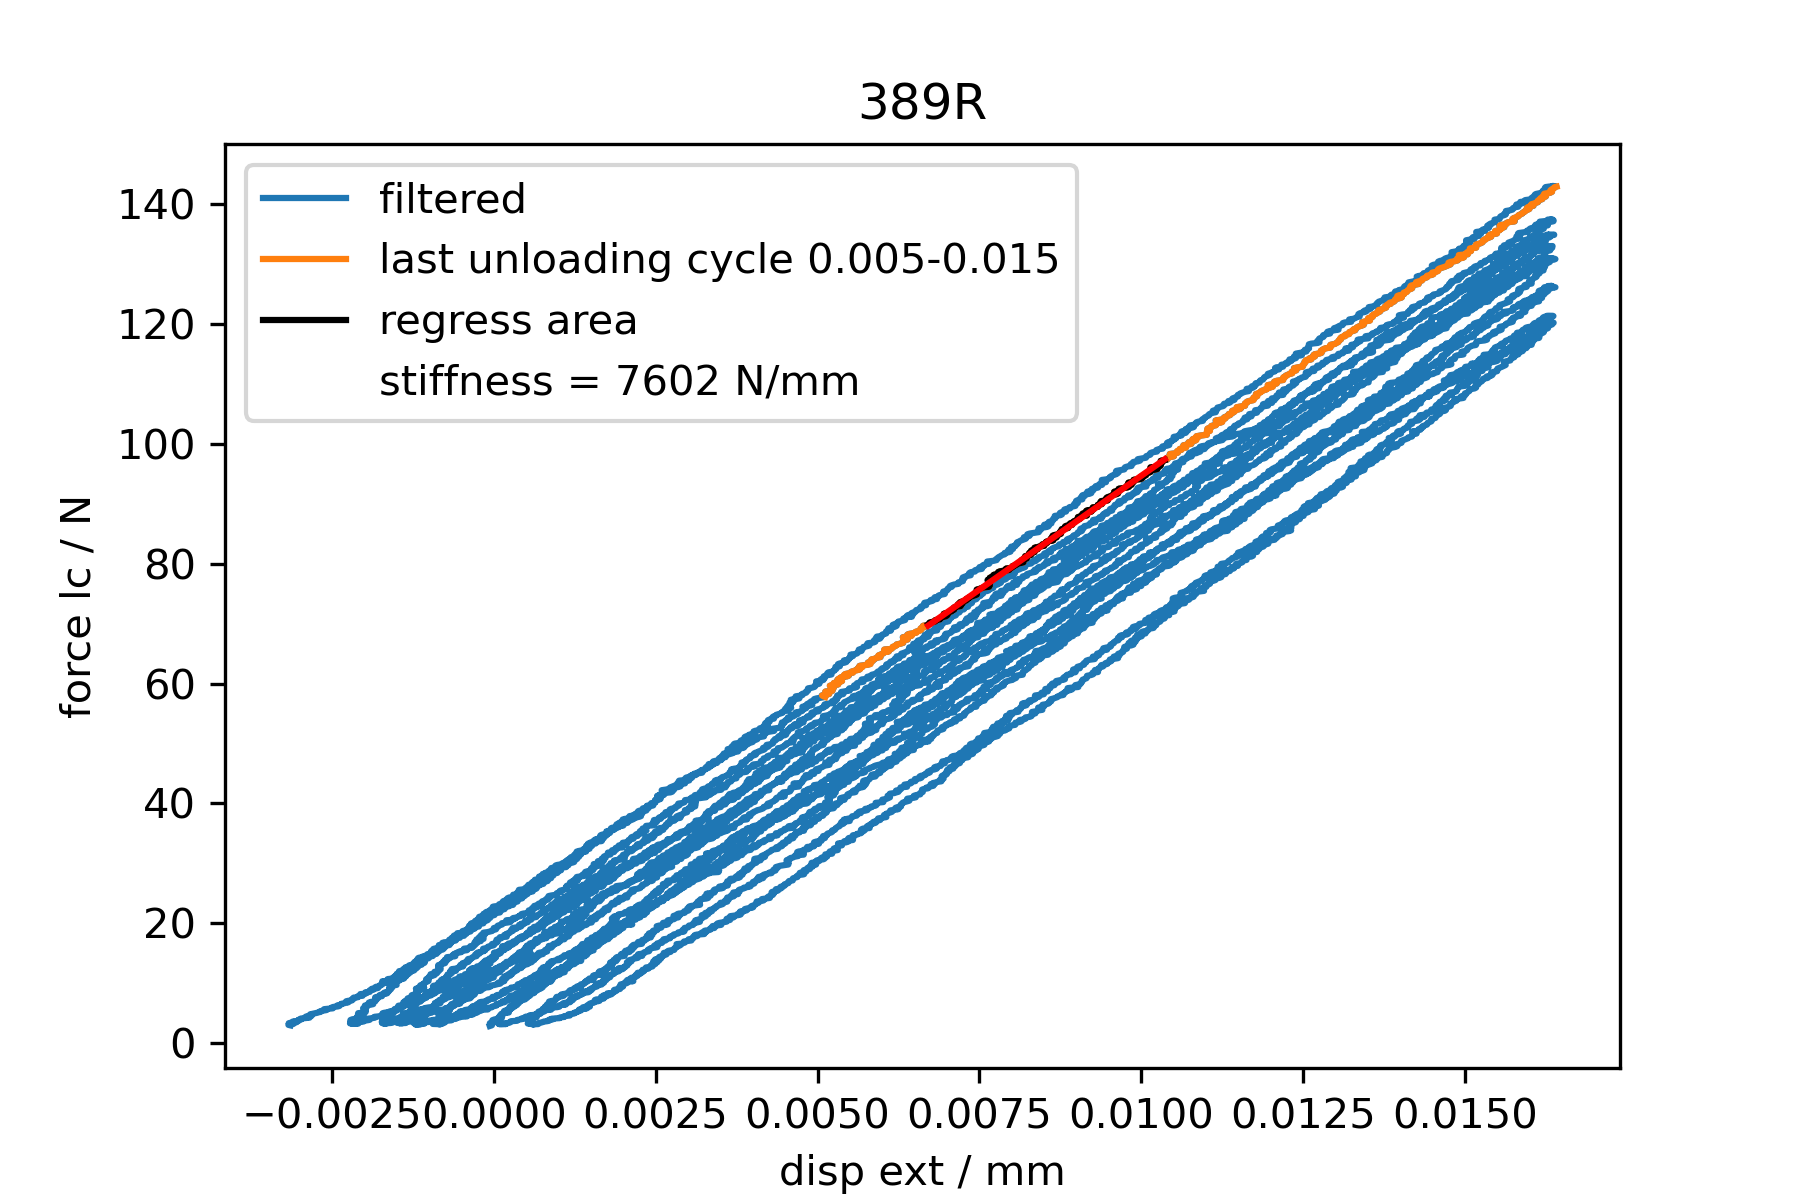 389R
filtered
last unloading cycle 0.005-0.015
regress area
stiffness = 7602 N/mm
140
120
100
80
60
40
20
0
force lc / N
−0.0025 0.0000 0.0025 0.0050 0.0075 0.0100 0.0125 0.0150
disp ext / mm